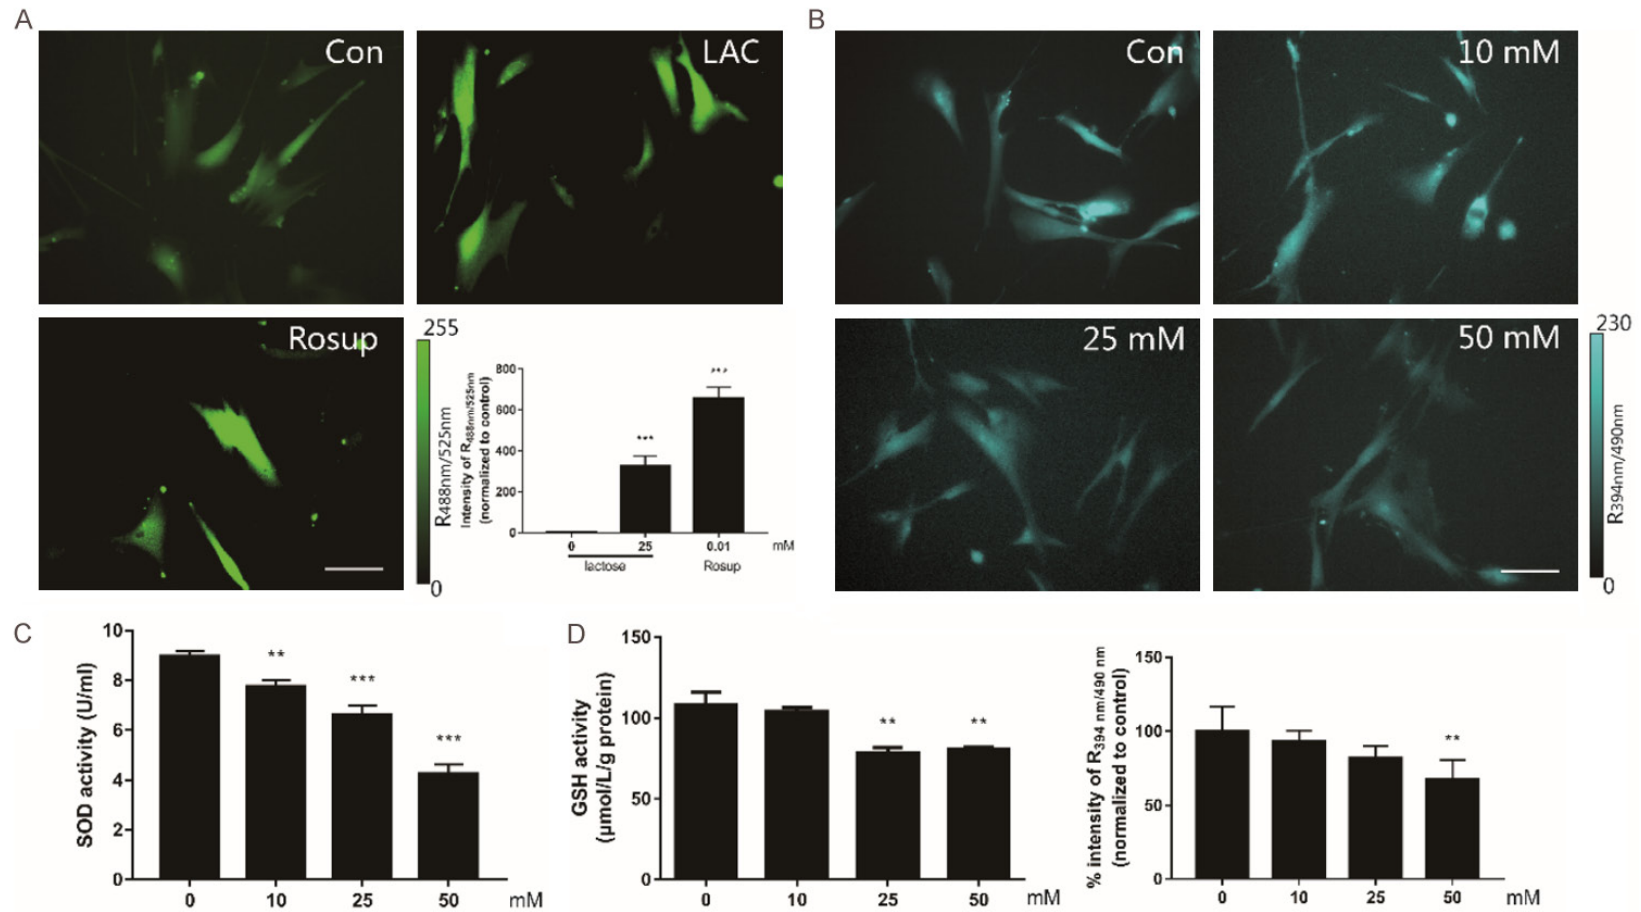 A
Con
LAC
Rosup
255
R488nm/525nm
0
Intensity of R488nm/525nm
(normalized to control)
800
600
400
200
0
***
***
0
25
0.01
mM
lactose
Rosup
B
Con
10 mM
25 mM
50 mM
230
R394nm/490nm
0
C
SOD activity (U/ml)
10
8
6
4
2
0
**
***
***
0
10
25
50
mM
D
GSH activity
(μmol/L/g protein)
150
100
50
0
**
**
0
10
25
50
mM
% intensity of R394 nm/490 nm
(normalized to control)
150
100
50
0
**
0
10
25
50
mM